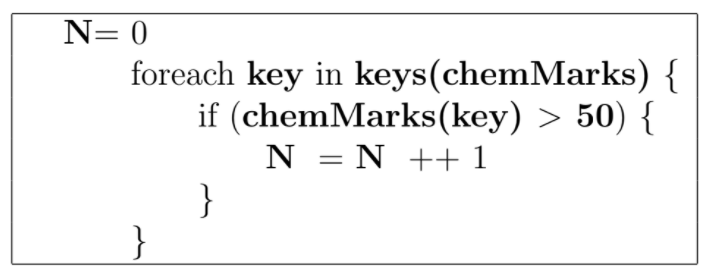 N= 0
foreach key in keys(chemMarks) {
if (chemMarks(key) > 50) {
N = N ++ 1
}
}